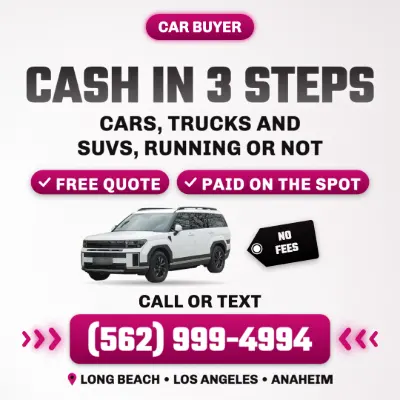 CAR BUYER
CASH IN 3 STEPS
CARS, TRUCKS AND
SUVS, RUNNING OR NOT
FREE QUOTE
PAID ON THE SPOT
NO
FEES
CALL OR TEXT
(562) 999-4994
LONG BEACH • LOS ANGELES • ANAHEIM